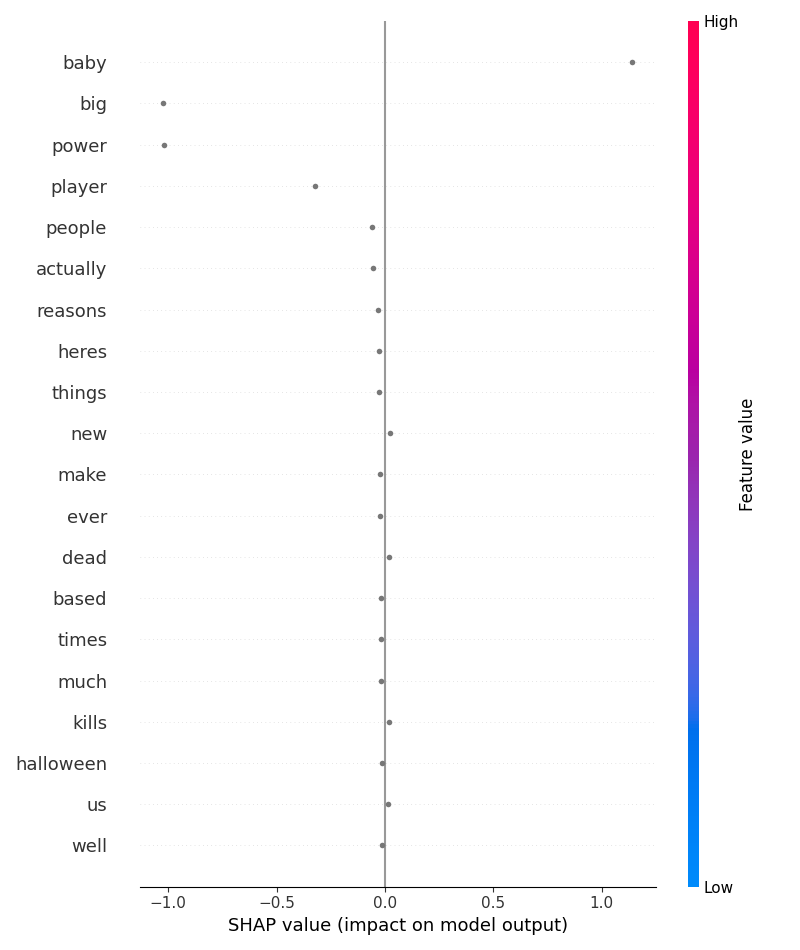 High
baby
big
power
player
people
actually
reasons
heres
things
new
make
ever
dead
based
times
much
kills
halloween
us
well
Feature value
Low
−1.0 −0.5 0.0 0.5 1.0
SHAP value (impact on model output)